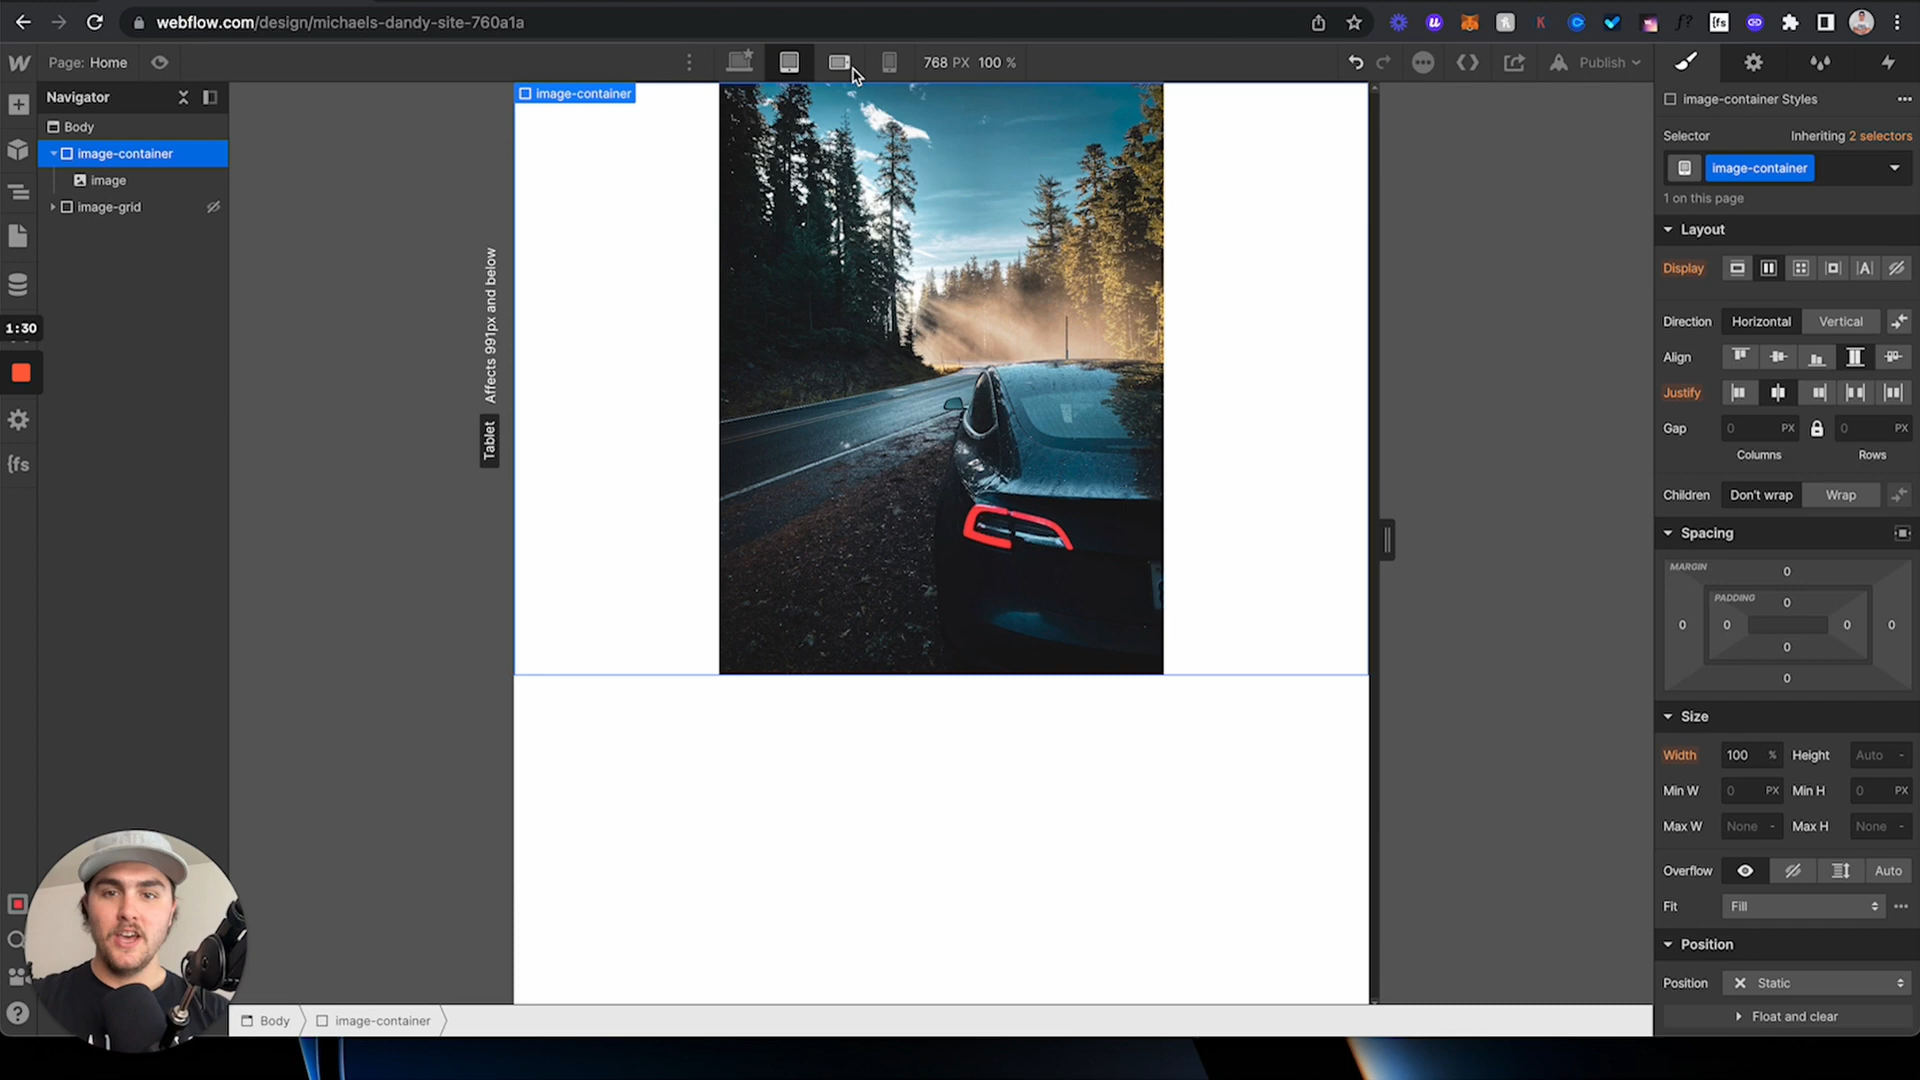 webflow.com/design/michaels-dandy-site-760a1a
Page: Home
768 PX 100 %
Publish
Navigator
Body
image-container
image
image-grid
1:30
{fs
image-container
Affects 991px and below
Tablet
image-container Styles
Selector
Inheriting 2 selectors
image-container
1 on this page
Layout
Display
Direction
Horizontal
Vertical
Align
Justify
Gap
0 PX
0 PX
Columns
Rows
Children
Don't wrap
Wrap
Spacing
MARGIN
0
PADDING
0
0 0 0 0
0
0
Size
Width
100 %
Height
Auto -
Min W
0 PX
Min H
0 PX
Max W
None -
Max H
None -
Overflow
Auto
Fit
Fill
Position
Position
Static
Float and clear
Body
image-container